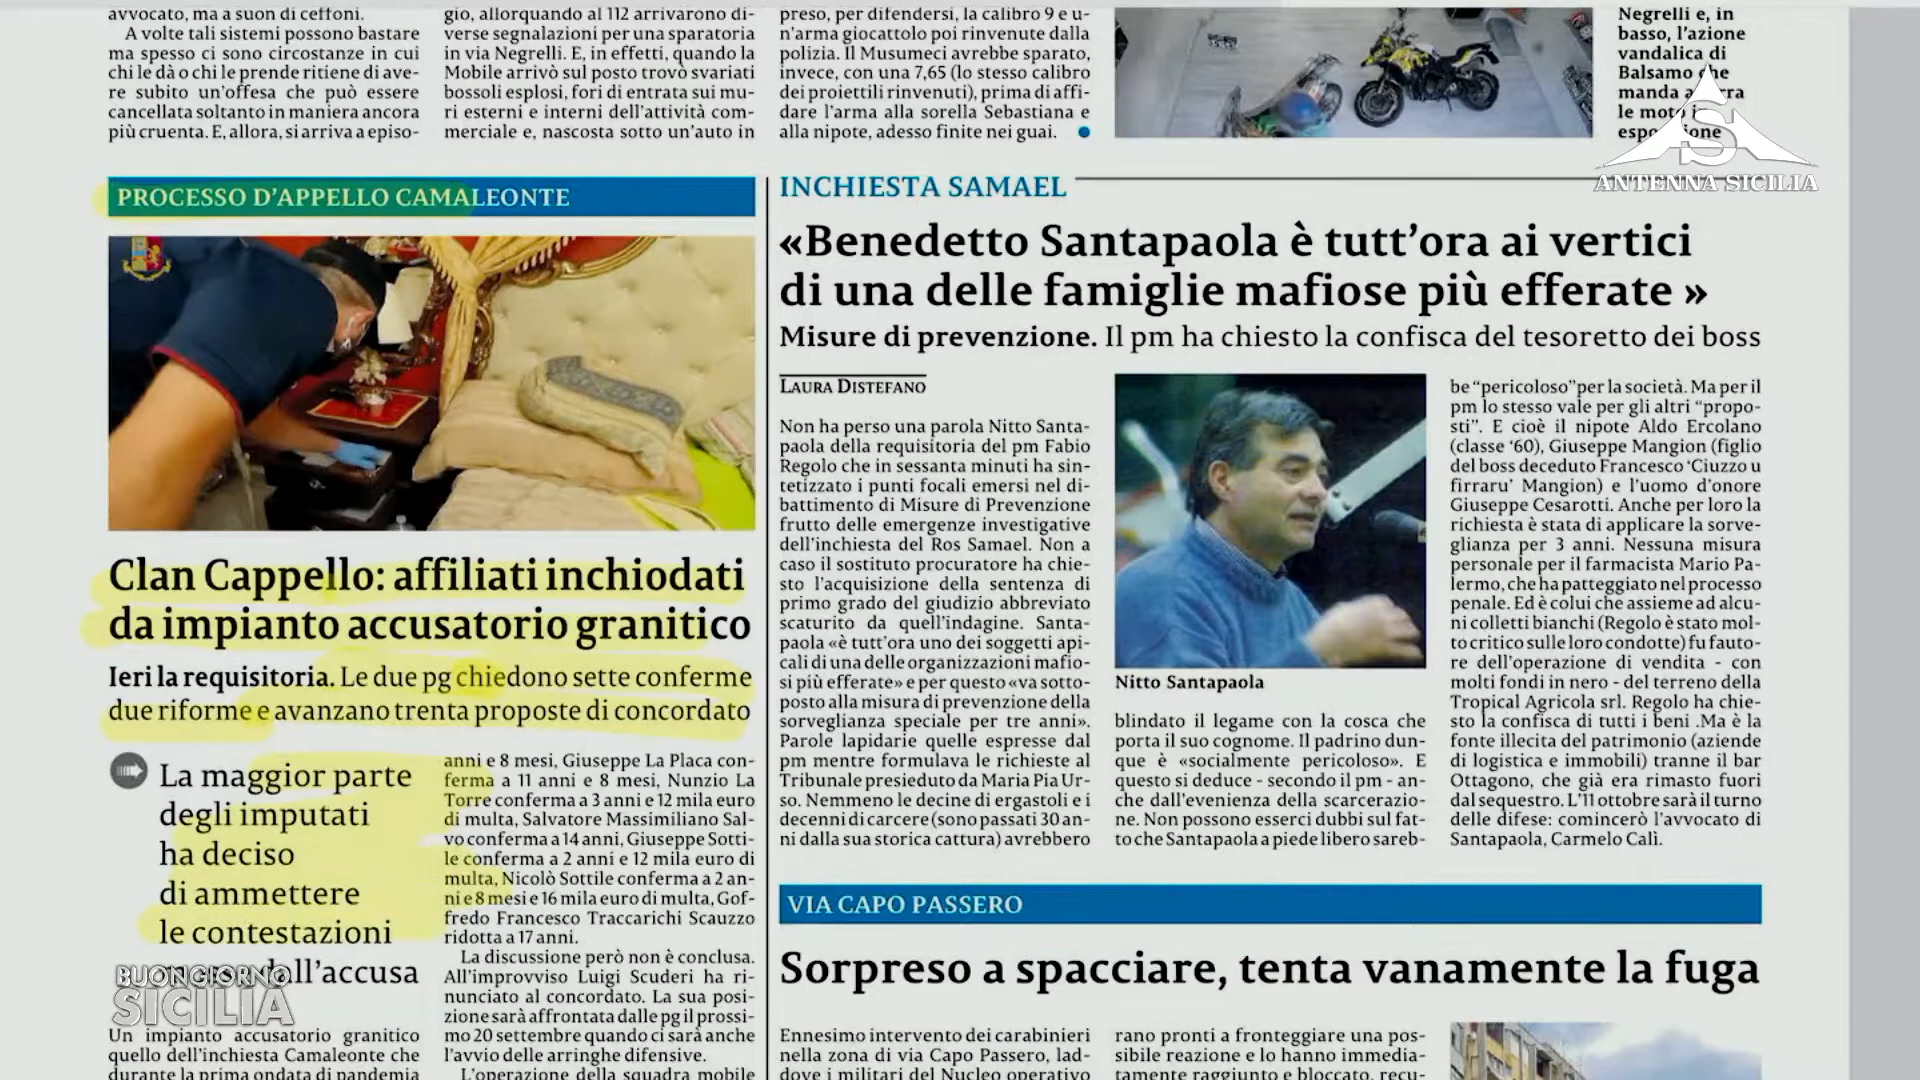 avvocato, ma a suon di ceffoni.
A volte tali sistemi possono bastare
ma spesso ci sono circostanze in cui
chi le dà o chi le prende ritiene di ave-
re subito un'offesa che può essere
cancellata soltanto in maniera ancora
più cruenta. E, allora, si arriva a episo-
gio, allorquando al 112 arrivarono di-
verse segnalazioni per una sparatoria
in via Negrelli. E, in effetti, quando la
Mobile arrivò sul posto trovò svariati
bossoli esplosi, fori di entrata sui mu-
ri esterni e interni dell'attività com-
merciale e, nascosta sotto un'auto in
preso, per difendersi, la calibro 9 e u-
n'arma giocattolo poi rinvenute dalla
polizia. Il Musumeci avrebbe sparato,
invece, con una 7,65 (lo stesso calibro
dei proiettili rinvenuti), prima di affi-
dare l'arma alla sorella Sebastiana e
alla nipote, adesso finite nei guai.
Negrelli e, in
basso, l'azione
vandalica di
Balsamo che
manda a terra
le moto in
esposizione
ANTENNA SICILIA
PROCESSO D'APPELLO CAMALEONTE
Clan Cappello: affiliati inchiodati
da impianto accusatorio granitico
Ieri la requisitoria. Le due pg chiedono sette conferme
due riforme e avanzano trenta proposte di concordato
La maggior parte
degli imputati
ha deciso
di ammettere
le contestazioni
dall'accusa
BUONGIORNO
SICILIA
Un impianto accusatorio granitico
quello dell'inchiesta Camaleonte che
durante la prima ondata di pandemia
anni e 8 mesi, Giuseppe La Placa con-
ferma a 11 anni e 8 mesi, Nunzio La
Torre conferma a 3 anni e 12 mila euro
di multa, Salvatore Massimiliano Sal-
vo conferma a 14 anni, Giuseppe Sotti-
le conferma a 2 anni e 12 mila euro di
multa, Nicolò Sottile conferma a 2 an-
ni e 8 mesi e 16 mila euro di multa, Gof-
fredo Francesco Traccarichi Scauzzo
ridotta a 17 anni.
La discussione però non è conclusa.
All'improvviso Luigi Scuderi ha ri-
nunciato al concordato. La sua posi-
zione sarà affrontata dalle pg il prossi-
mo 20 settembre quando ci sarà anche
l'avvio delle arringhe difensive.
L'operazione della squadra mobile
INCHIESTA SAMAEL
«Benedetto Santapaola è tutt'ora ai vertici
di una delle famiglie mafiose più efferate »
Misure di prevenzione. Il pm ha chiesto la confisca del tesoretto dei boss
LAURA DISTEFANO
Non ha perso una parola Nitto Santa-
paola della requisitoria del pm Fabio
Regolo che in sessanta minuti ha sin-
tetizzato i punti focali emersi nel di-
battimento di Misure di Prevenzione
frutto delle emergenze investigative
dell'inchiesta del Ros Samael. Non a
caso il sostituto procuratore ha chie-
sto l'acquisizione della sentenza di
primo grado del giudizio abbreviato
scaturito da quell'indagine. Santa-
paola «è tutt'ora uno dei soggetti api-
cali di una delle organizzazioni mafio-
si più efferate» e per questo «va sotto-
posto alla misura di prevenzione della
sorveglianza speciale per tre anni».
Parole lapidarie quelle espresse dal
pm mentre formulava le richieste al
Tribunale presieduto da Maria Pia Ur-
so. Nemmeno le decine di ergastoli e i
decenni di carcere (sono passati 30 an-
ni dalla sua storica cattura) avrebbero
Nitto Santapaola
blindato il legame con la cosca che
porta il suo cognome. Il padrino dun-
que è «socialmente pericoloso». E
questo si deduce - secondo il pm - an-
che dall'evenienza della scarcerazio-
ne. Non possono esserci dubbi sul fat-
to che Santapaola a piede libero sareb-
be "pericoloso"per la società. Ma per il
pm lo stesso vale per gli altri "propo-
sti". E cioè il nipote Aldo Ercolano
(classe '60), Giuseppe Mangion (figlio
del boss deceduto Francesco 'Ciuzzo u
firraru' Mangion) e l'uomo d'onore
Giuseppe Cesarotti. Anche per loro la
richiesta è stata di applicare la sorve-
glianza per 3 anni. Nessuna misura
personale per il farmacista Mario Pa-
lermo, che ha patteggiato nel processo
penale. Ed è colui che assieme ad alcu-
ni colletti bianchi (Regolo è stato mol-
to critico sulle loro condotte) fu fauto-
re dell'operazione di vendita - con
molti fondi in nero - del terreno della
Tropical Agricola srl. Regolo ha chie-
sto la confisca di tutti i beni .Ma è la
fonte illecita del patrimonio (aziende
di logistica e immobili) tranne il bar
Ottagono, che già era rimasto fuori
dal sequestro. L'11 ottobre sarà il turno
delle difese: comincerò l'avvocato di
Santapaola, Carmelo Calì.
VIA CAPO PASSERO
Sorpreso a spacciare, tenta vanamente la fuga
Ennesimo intervento dei carabinieri
nella zona di via Capo Passero, lad-
dove i militari del Nucleo operativo
rano pronti a fronteggiare una pos-
sibile reazione e lo hanno immedia-
tamente raggiunto e bloccato, recu-